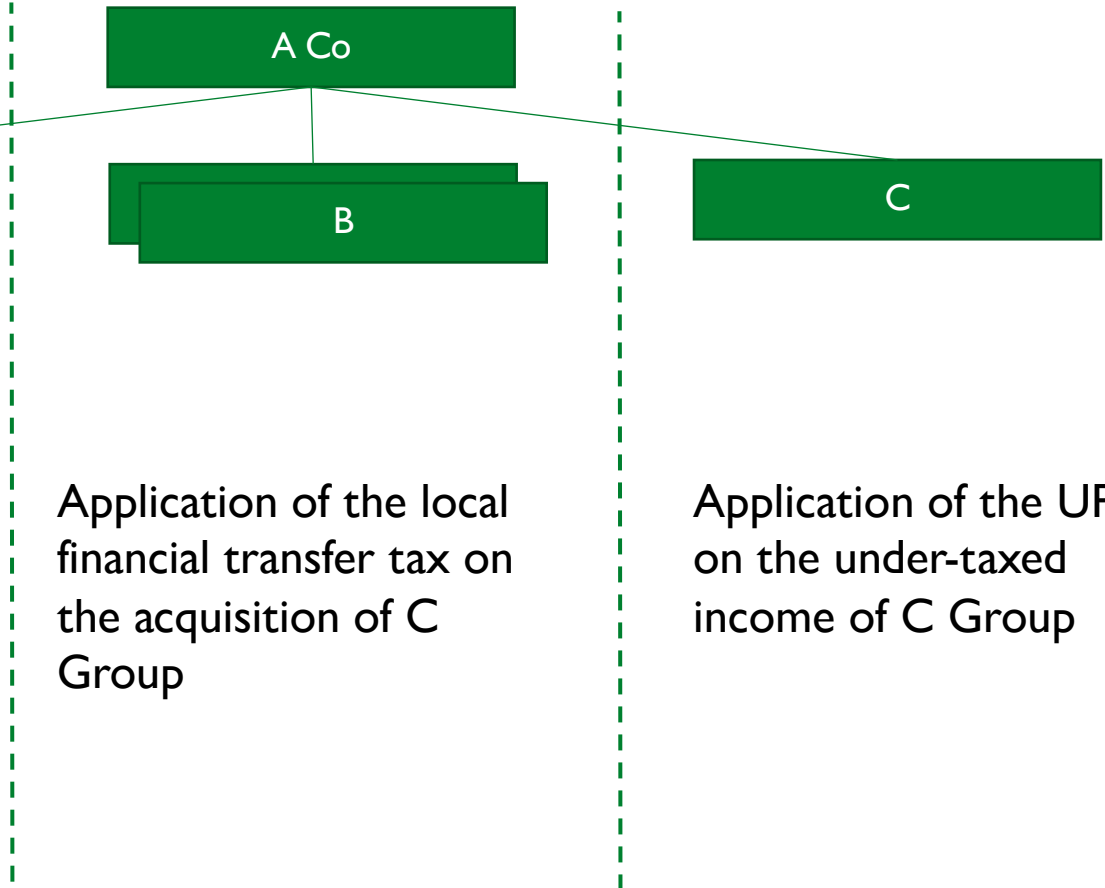 A Co
B
C
Application of the local
financial transfer tax on
the acquisition of C
Group
Application of the
on the under-taxed
income of C Group